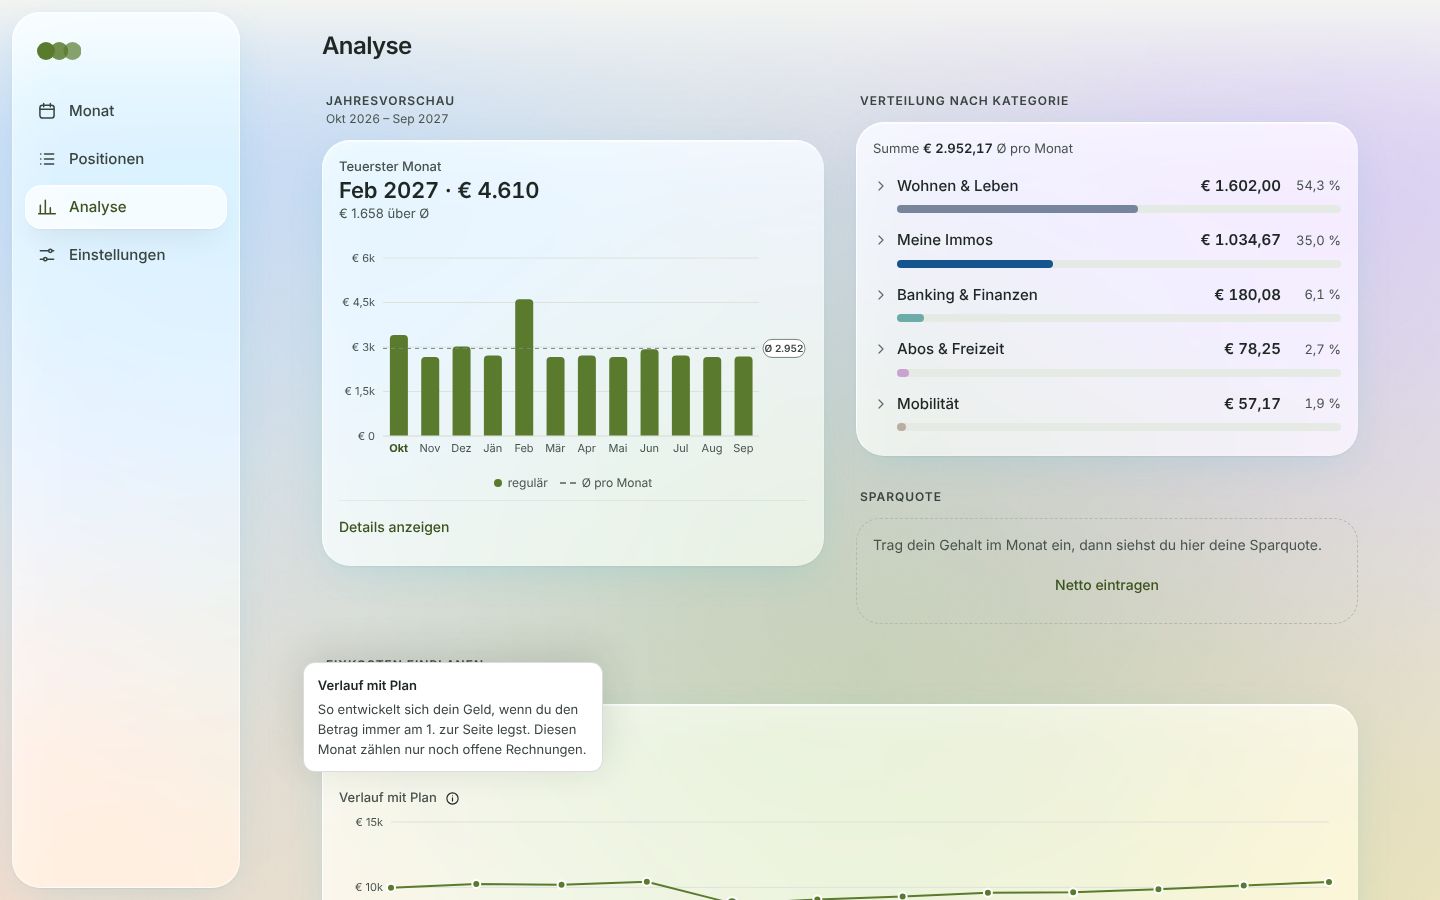 Analyse
Monat
Positionen
Analyse
Einstellungen
JAHRESVORSCHAU
Okt 2026 – Sep 2027
Teuerster Monat
Feb 2027 · € 4.610
€ 1.658 über Ø
€ 6k
€ 4,5k
€ 3k
€ 1,5k
€ 0
Ø 2.952
Okt Nov Dez Jän Feb Mär Apr Mai Jun Jul Aug Sep
regulär Ø pro Monat
Details anzeigen
VERTEILUNG NACH KATEGORIE
Summe € 2.952,17 Ø pro Monat
Wohnen & Leben € 1.602,00 54,3 %
Meine Immos € 1.034,67 35,0 %
Banking & Finanzen € 180,08 6,1 %
Abos & Freizeit € 78,25 2,7 %
Mobilität € 57,17 1,9 %
SPARQUOTE
Trag dein Gehalt im Monat ein, dann siehst du hier deine Sparquote.
Netto eintragen
Verlauf mit Plan
So entwickelt sich dein Geld, wenn du den
Betrag immer am 1. zur Seite legst. Diesen
Monat zählen nur noch offene Rechnungen.
Verlauf mit Plan
€ 15k
€ 10k